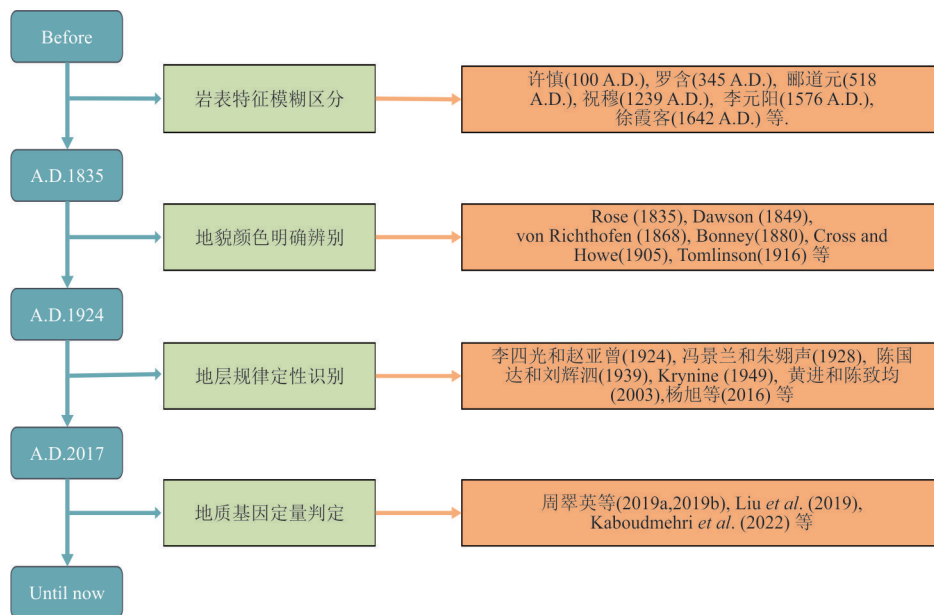 Before
岩表特征模糊区分
许慎(100 A.D.), 罗含(345 A.D.), 郦道元(518
A.D.), 祝穆(1239 A.D.), 李元阳(1576 A.D.),
徐霞客(1642 A.D.) 等.
A.D.1835
地貌颜色明确辨别
Rose (1835), Dawson (1849),
von Richthofen (1868), Bonney(1880), Cross and
Howe(1905), Tomlinson(1916) 等
A.D.1924
地层规律定性识别
李四光和赵亚曾(1924), 冯景兰和朱翙声(1928), 陈国
达和刘辉泗(1939), Krynine (1949), 黄进和陈致均
(2003),杨旭等(2016) 等
A.D.2017
地质基因定量判定
周翠英等(2019a,2019b), Liu et al. (2019),
Kaboudmehri et al. (2022) 等
Until now